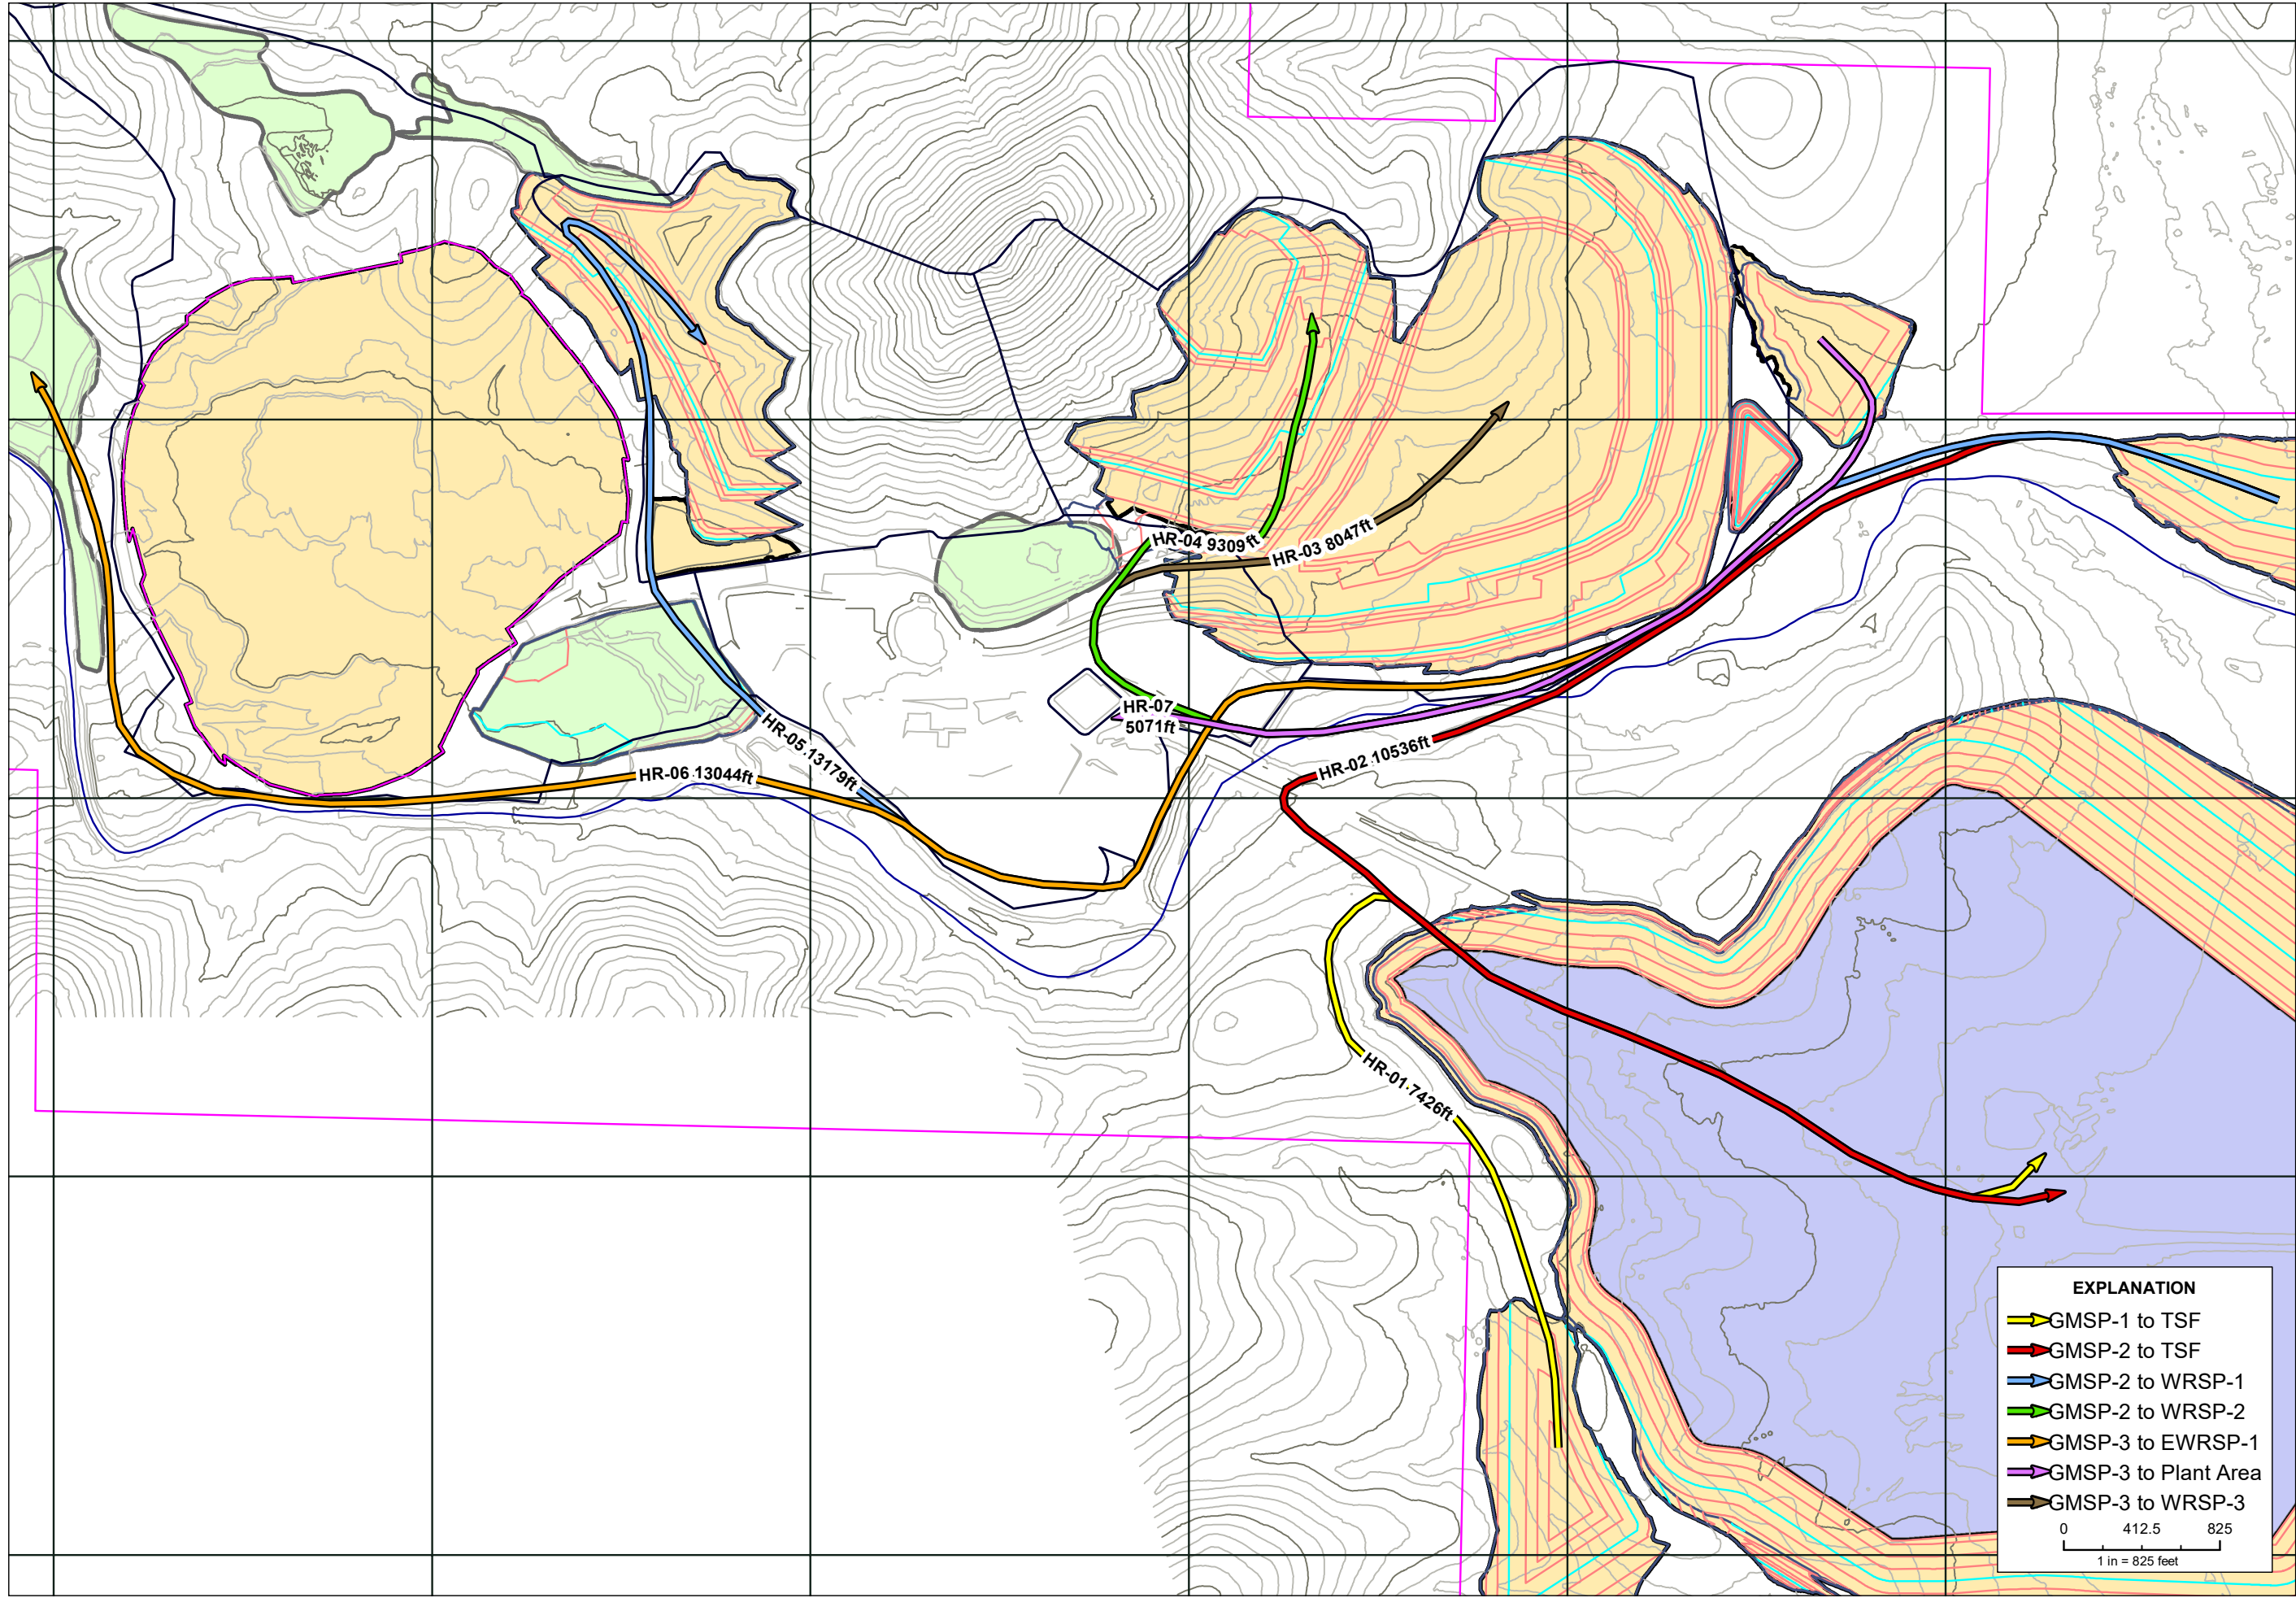 HR-04 9309ft
HR-03 8047ft
HR-07
5071ft
HR-05 13179ft
HR-02 10536ft
HR-06 13044ft
HR-01 7426ft
EXPLANATION
GMSP-1 to TSF
GMSP-2 to TSF
GMSP-2 to WRSP-1
GMSP-2 to WRSP-2
GMSP-3 to EWRSP-1
GMSP-3 to Plant Area
GMSP-3 to WRSP-3
0 412.5 825
1 in = 825 feet